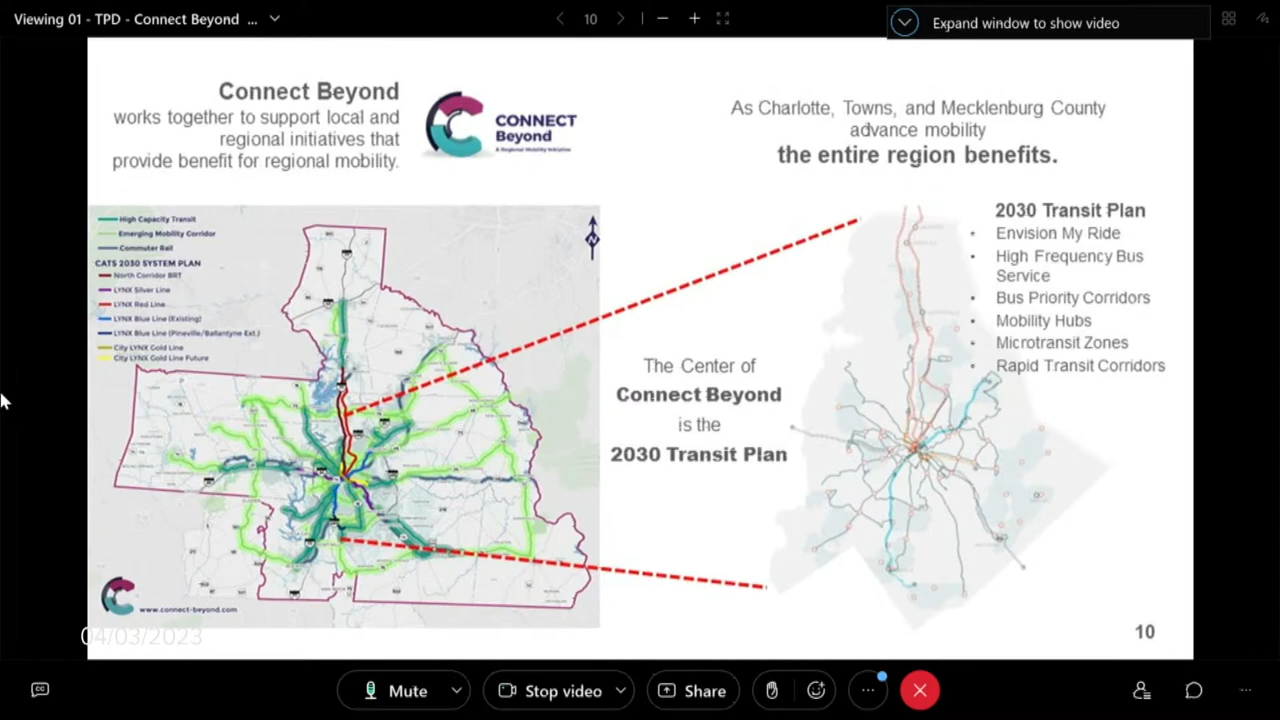 Viewing 01 - TPD - Connect Beyond ...
10
Expand window to show video
Connect Beyond
works together to support local and
regional initiatives that
provide benefit for regional mobility.
CONNECT
Beyond
A Regional Mobility Initiative
As Charlotte, Towns, and Mecklenburg County
advance mobility
the entire region benefits.
High Capacity Transit
Emerging Mobility Corridor
Commuter Rail
CATS 2030 SYSTEM PLAN
North Corridor BRT
LYNX Silver Line
LYNX Red Line
LYNX Blue Line (Existing)
LYNX Blue Line (Pineville/Ballantyne Ext.)
City LYNX Gold Line
City LYNX Gold Line Future
N
www.connect-beyond.com
The Center of
Connect Beyond
is the
2030 Transit Plan
2030 Transit Plan
• Envision My Ride
• High Frequency Bus
Service
• Bus Priority Corridors
• Mobility Hubs
• Microtransit Zones
• Rapid Transit Corridors
10
04/03/2023
CC
Mute
Stop video
Share